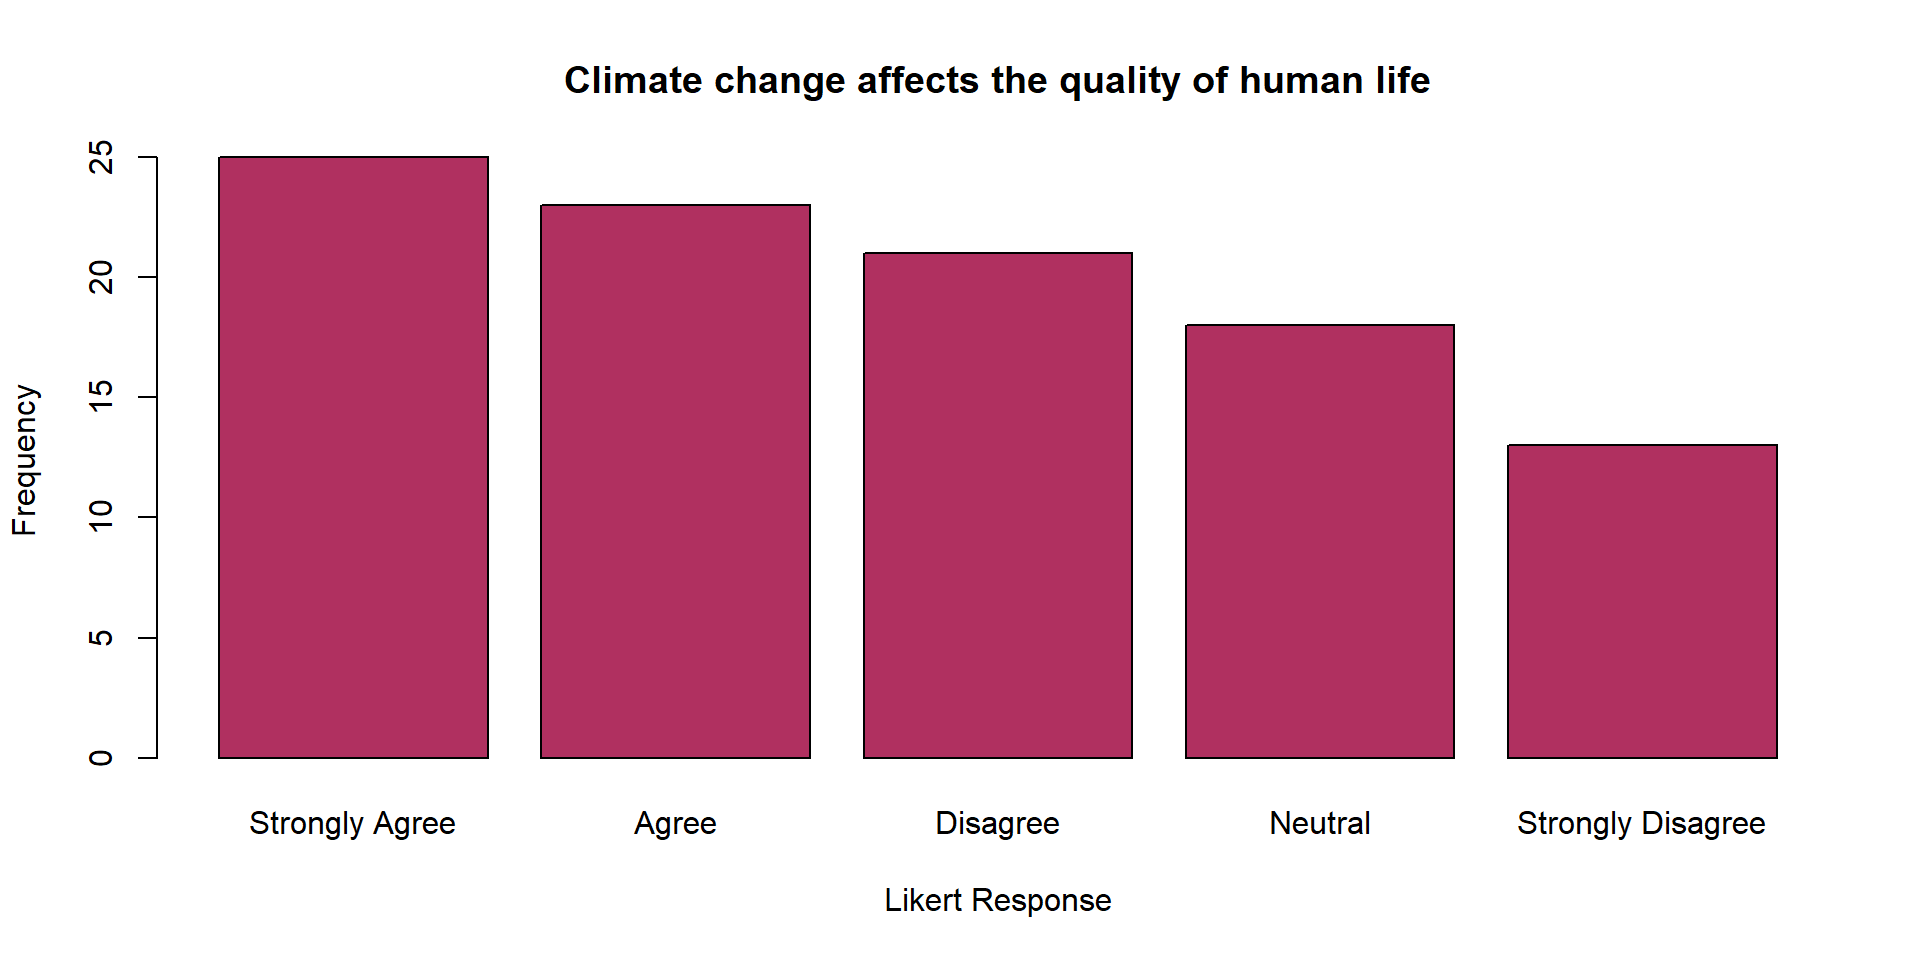 Climate change affects the quality of human life
25
20
15
10
5
0
Frequency
Strongly Agree
Agree
Disagree
Neutral
Strongly Disagree
Likert Response